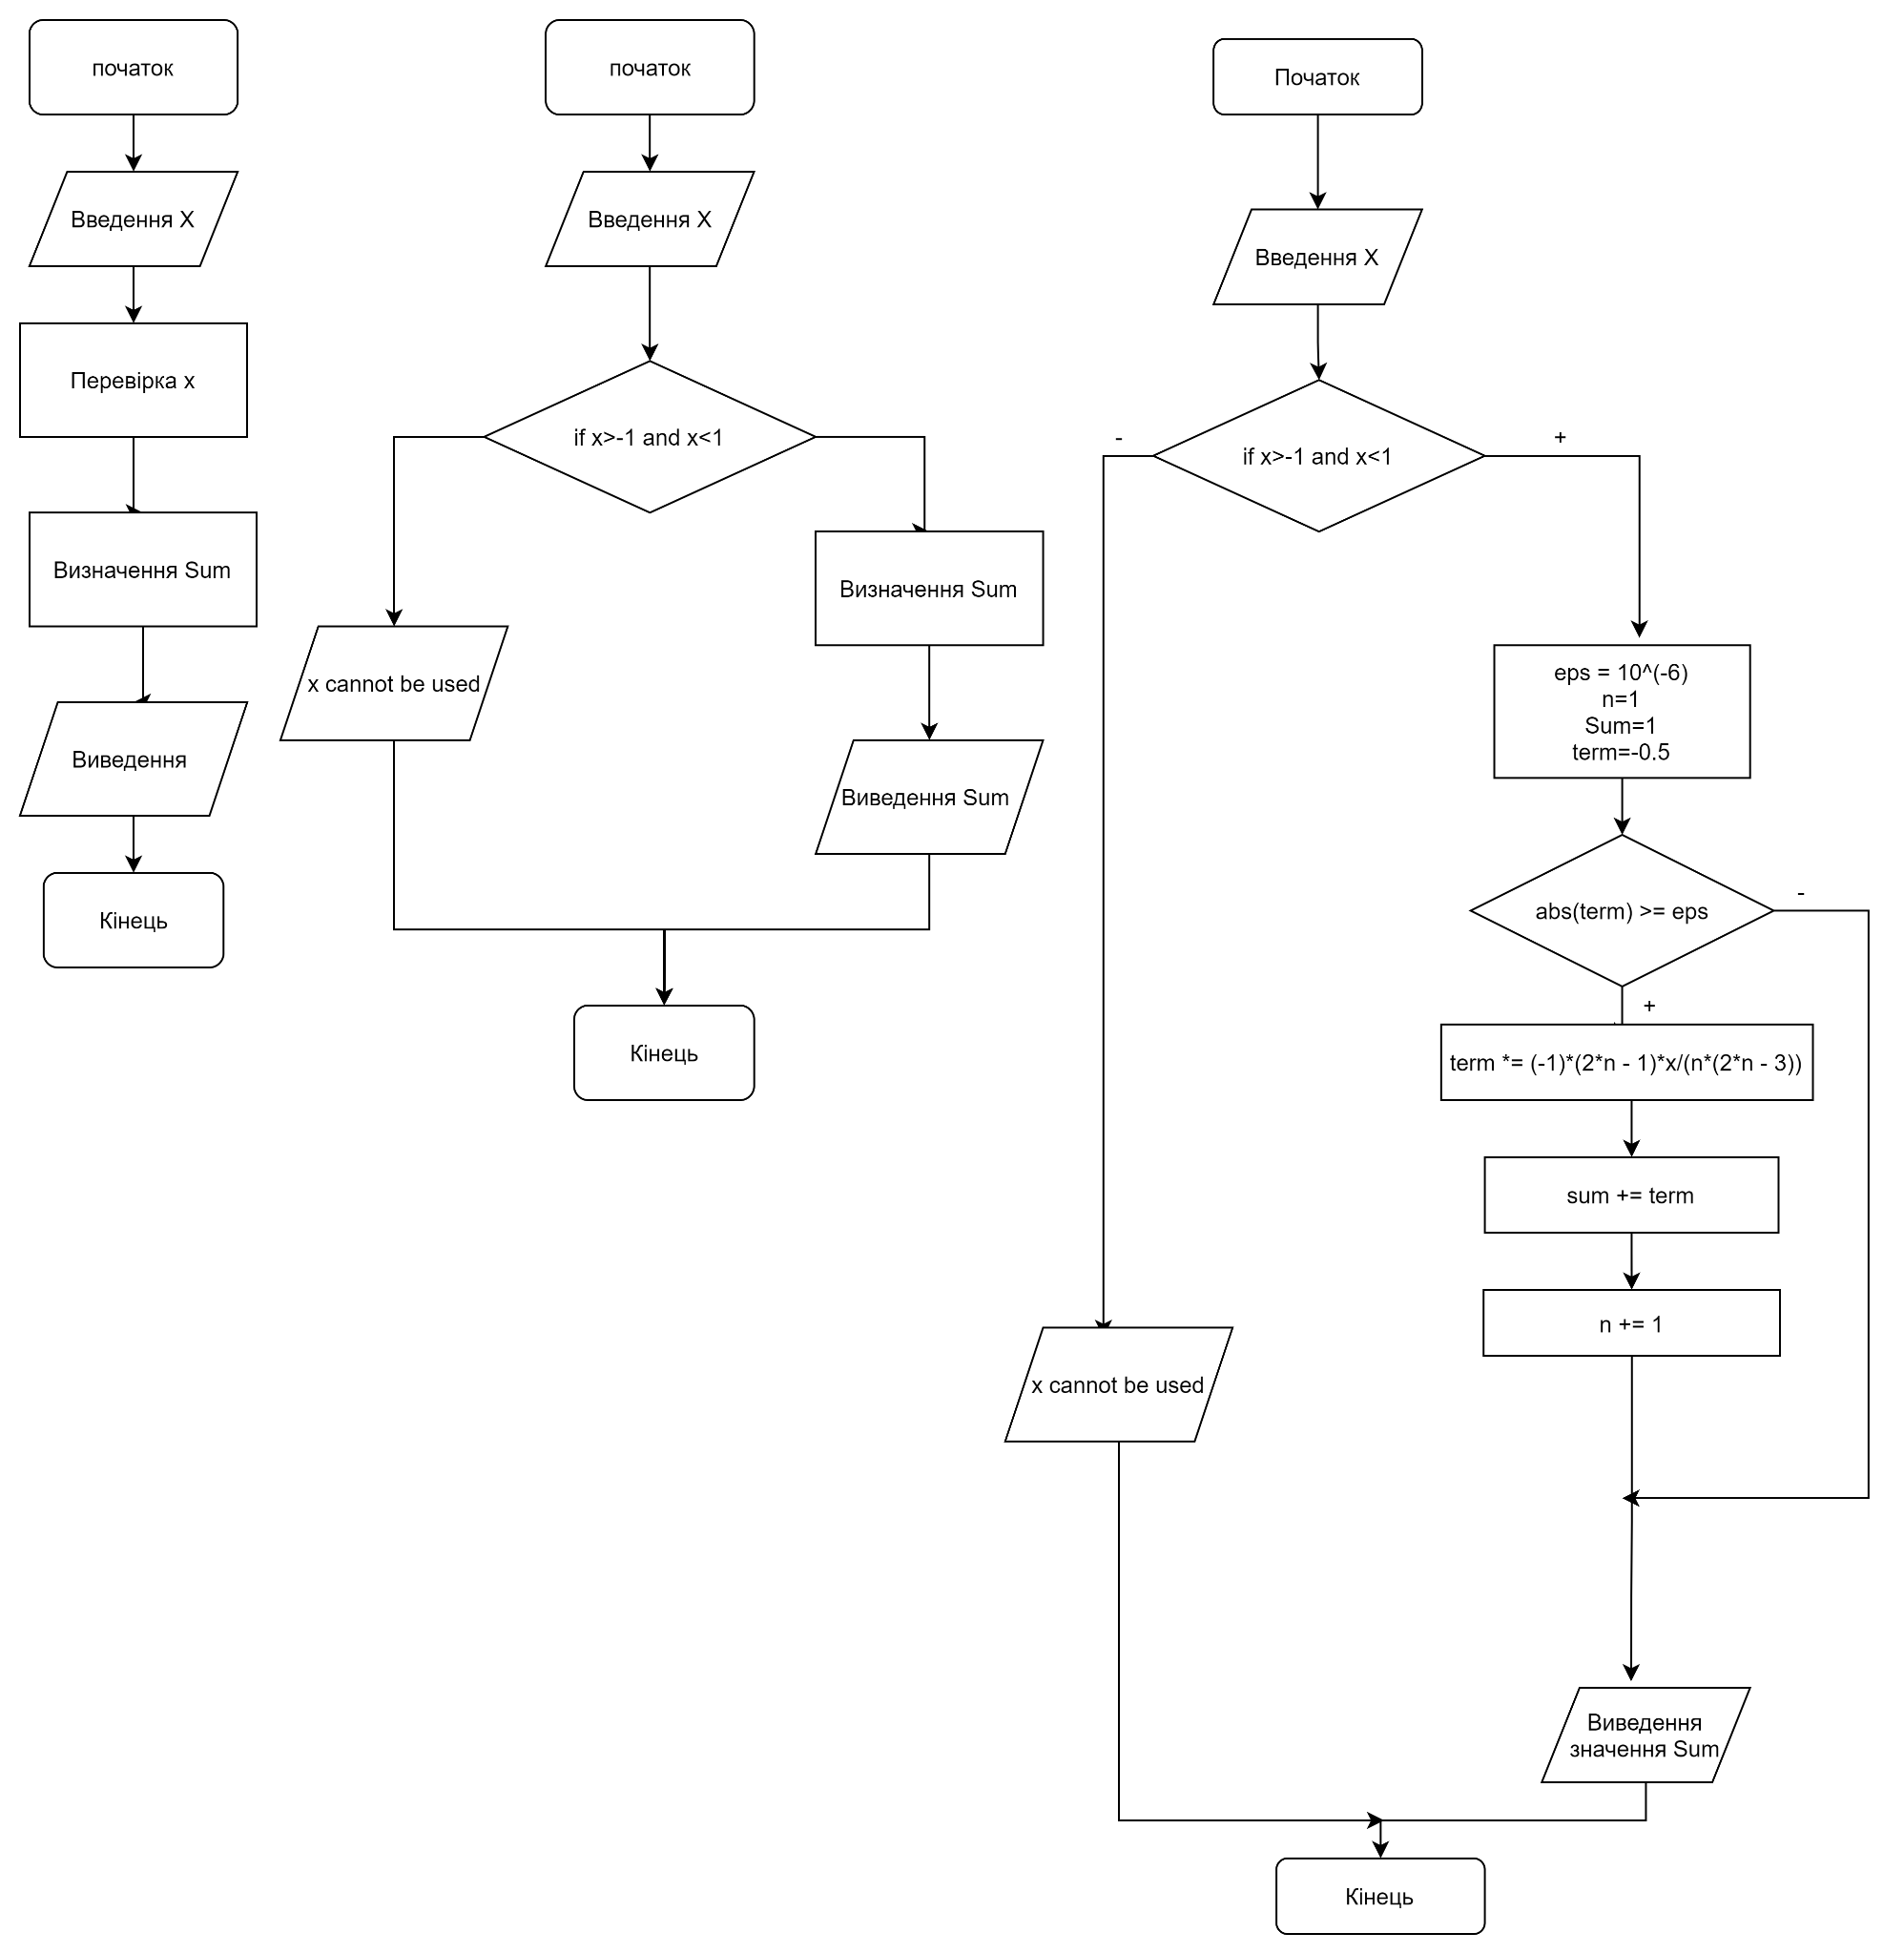 початок
Введення X
Перевірка x
Визначення Sum
Виведення
Кінець
початок
Введення X
if x>-1 and x<1
x cannot be used
Визначення Sum
Виведення Sum
Кінець
Початок
Введення X
if x>-1 and x<1
-
+
eps = 10^(-6)
n=1
Sum=1
term=-0.5
abs(term) >= eps
-
+
term *= (-1)*(2*n - 1)*x/(n*(2*n - 3))
sum += term
n += 1
x cannot be used
Виведення
значення Sum
Кінець